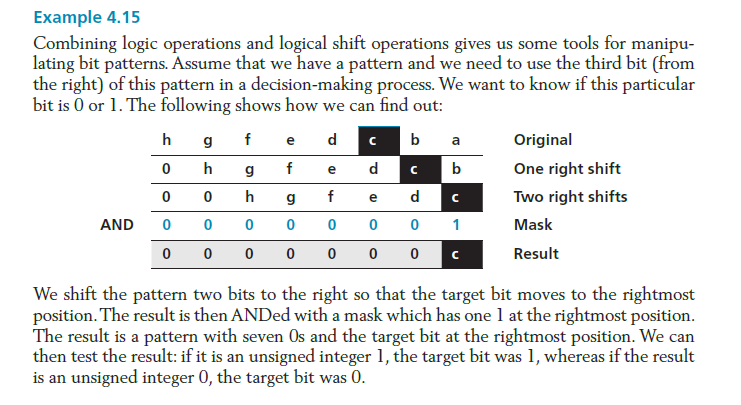 Example 4.15
Combining logic operations and logical shift operations gives us some tools for manipu-
lating bit patterns. Assume that we have a pattern and we need to use the third bit (from
the right) of this pattern in a decision-making process. We want to know if this particular
bit is 0 or 1. The following shows how we can find out:
h g f e d c b a Original
0 h g f e d c b One right shift
0 0 h g f e d c Two right shifts
AND 0 0 0 0 0 0 0 1 Mask
0 0 0 0 0 0 0 c Result
We shift the pattern two bits to the right so that the target bit moves to the rightmost
position. The result is then ANDed with a mask which has one 1 at the rightmost position.
The result is a pattern with seven 0s and the target bit at the rightmost position. We can
then test the result: if it is an unsigned integer 1, the target bit was 1, whereas if the result
is an unsigned integer 0, the target bit was 0.